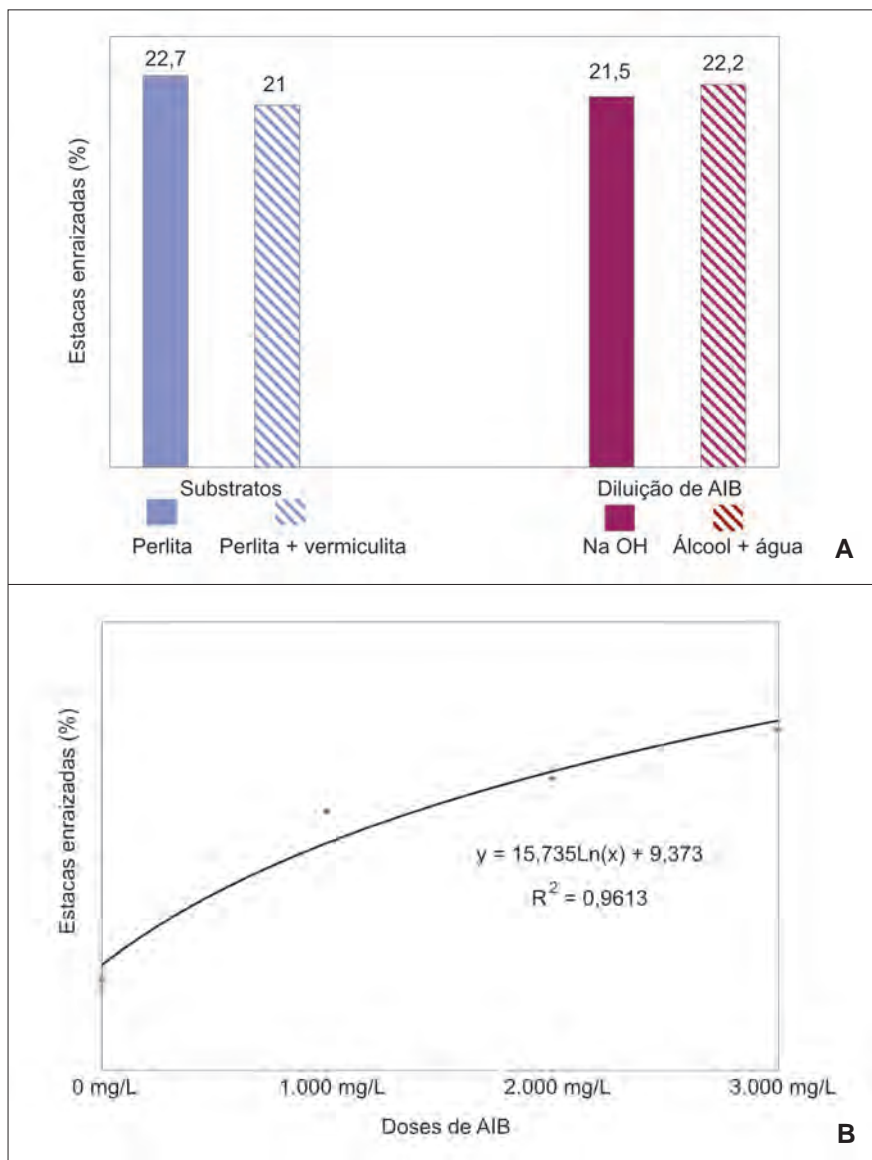 22,7
21
21,5
22,2
Estacas enraizadas (%)
Substratos
Diluição de AIB
Perlita
Perlita + vermiculita
Na OH
Álcool + água
A
Estacas enraizadas (%)
y = 15,735Ln(x) + 9,373
R² = 0,9613
0 mg/L
1.000 mg/L
2.000 mg/L
3.000 mg/L
Doses de AIB
B